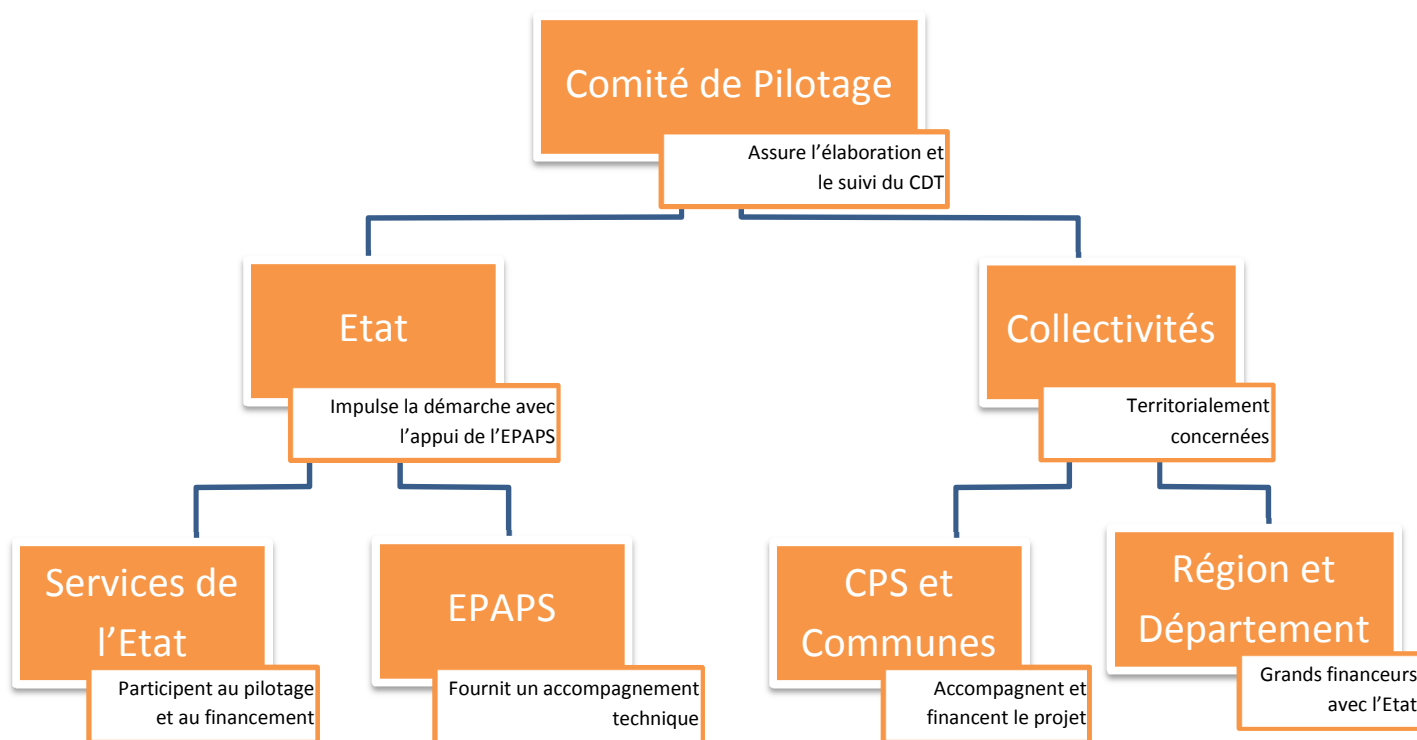 Comité de Pilotage
Assure l’élaboration et
le suivi du CDT
Etat
Impulse la démarche avec
l’appui de l’EPAPS
Collectivités
Territorialement
concernées
Services de
l’Etat
Participent au pilotage
et au financement
EPAPS
Fournit un accompagnement
technique
CPS et
Communes
Accompagnent et
financent le projet
Région et
Département
Grands financeurs
avec l’Etat